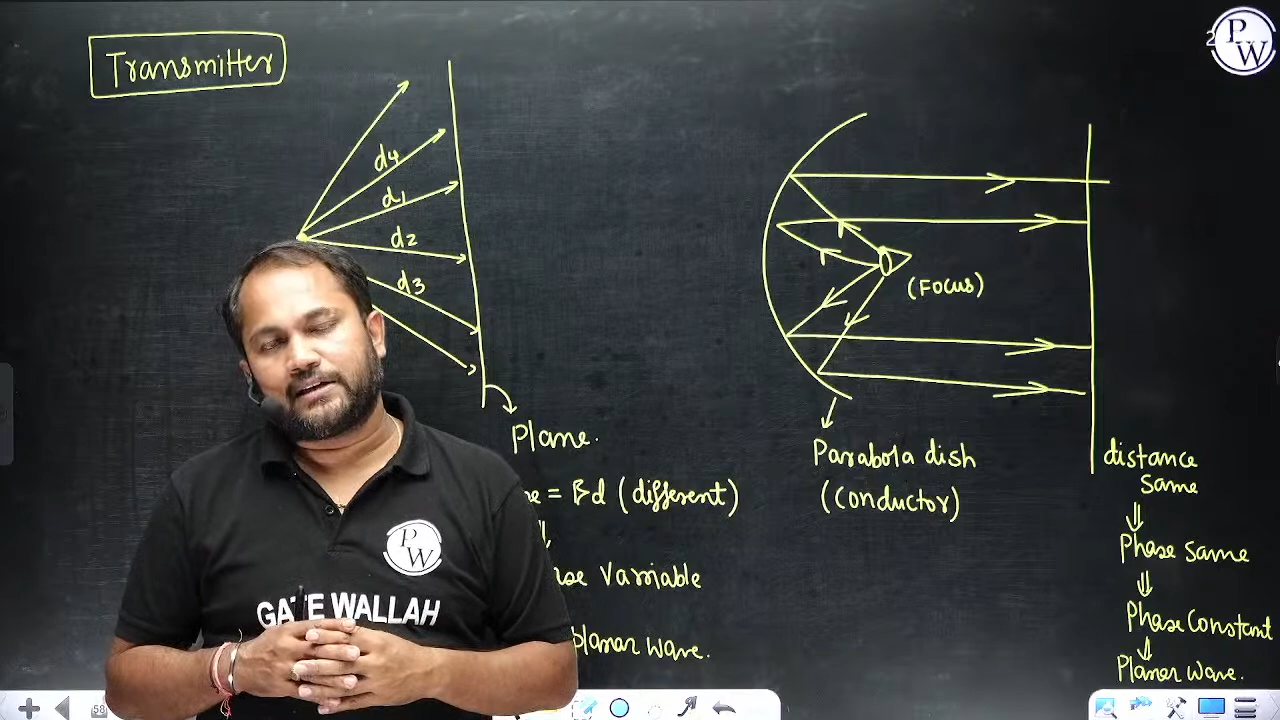 Transmitter
d4
d1
d2
d3
Plane.
= βd (different)
Variable
planar wave.
(Focus)
Parabola dish
(Conductor)
distance
Same
⇓
Phase Same
⇓
Phase Constant
⇓
Planar wave.
P
W
P
W
GATE WALLAH
58